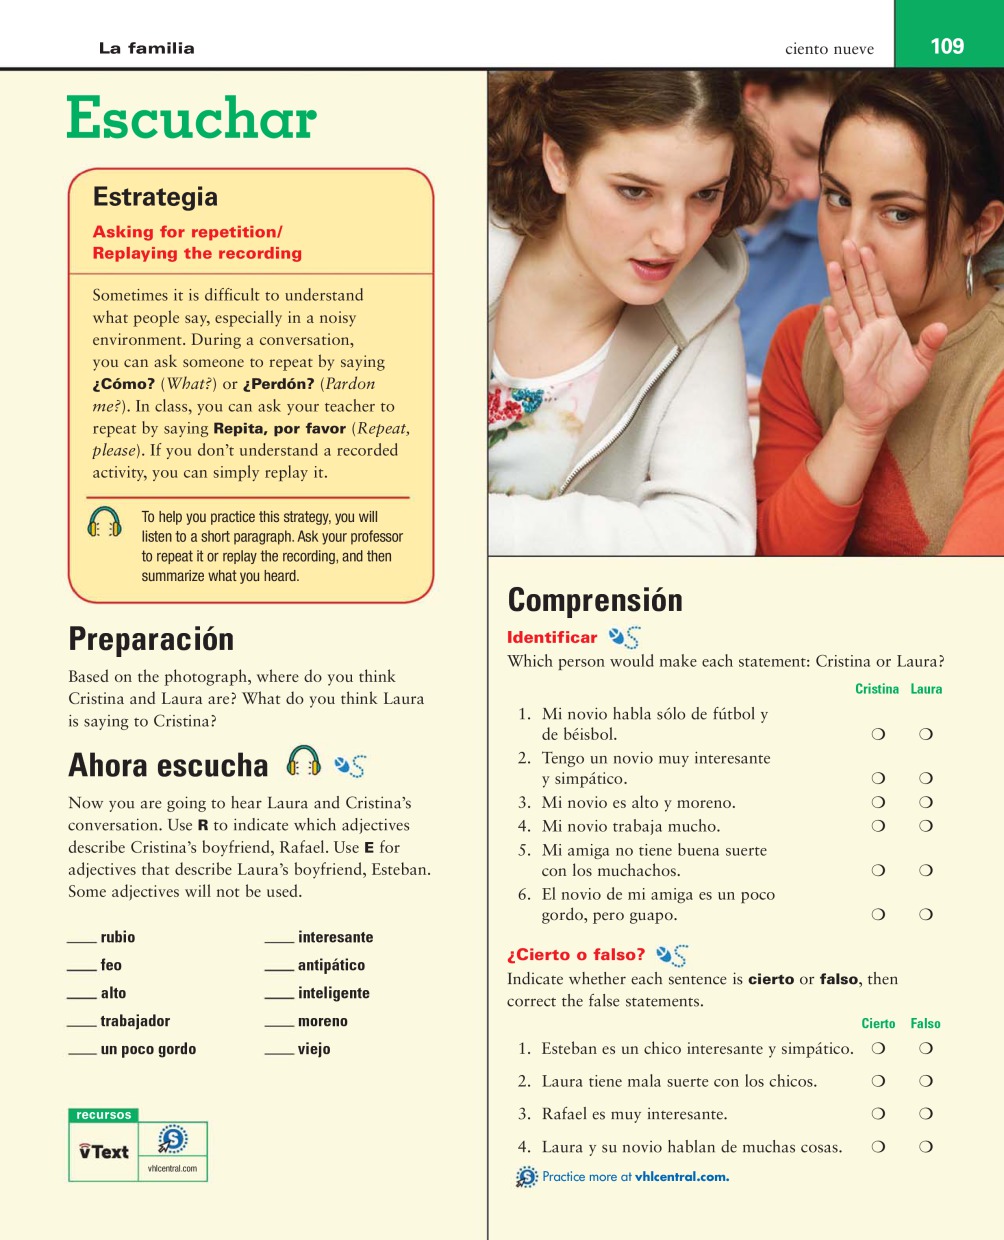 La familia
ciento nueve
109
Escuchar
Estrategia
Asking for repetition/
Replaying the recording
Sometimes it is difficult to understand
what people say, especially in a noisy
environment. During a conversation,
you can ask someone to repeat by saying
¿Cómo? (What?) or ¿Perdón? (Pardon
me?). In class, you can ask your teacher to
repeat by saying Repita, por favor (Repeat,
please). If you don't understand a recorded
activity, you can simply replay it.
To help you practice this strategy, you will
listen to a short paragraph. Ask your professor
to repeat it or replay the recording, and then
summarize what you heard.
Preparación
Based on the photograph, where do you think
Cristina and Laura are? What do you think Laura
is saying to Cristina?
Ahora escucha
Now you are going to hear Laura and Cristina's
conversation. Use R to indicate which adjectives
describe Cristina's boyfriend, Rafael. Use E for
adjectives that describe Laura's boyfriend, Esteban.
Some adjectives will not be used.
____ rubio
____ feo
____ alto
____ trabajador
____ un poco gordo
____ interesante
____ antipático
____ inteligente
____ moreno
____ viejo
recursos
vText
S
vhlcentral.com
Comprensión
Identificar
Which person would make each statement: Cristina or Laura?
Cristina Laura
1. Mi novio habla sólo de fútbol y
de béisbol.
2. Tengo un novio muy interesante
y simpático.
3. Mi novio es alto y moreno.
4. Mi novio trabaja mucho.
5. Mi amiga no tiene buena suerte
con los muchachos.
6. El novio de mi amiga es un poco
gordo, pero guapo.
¿Cierto o falso?
Indicate whether each sentence is cierto or falso, then
correct the false statements.
Cierto Falso
1. Esteban es un chico interesante y simpático.
2. Laura tiene mala suerte con los chicos.
3. Rafael es muy interesante.
4. Laura y su novio hablan de muchas cosas.
S Practice more at vhlcentral.com.